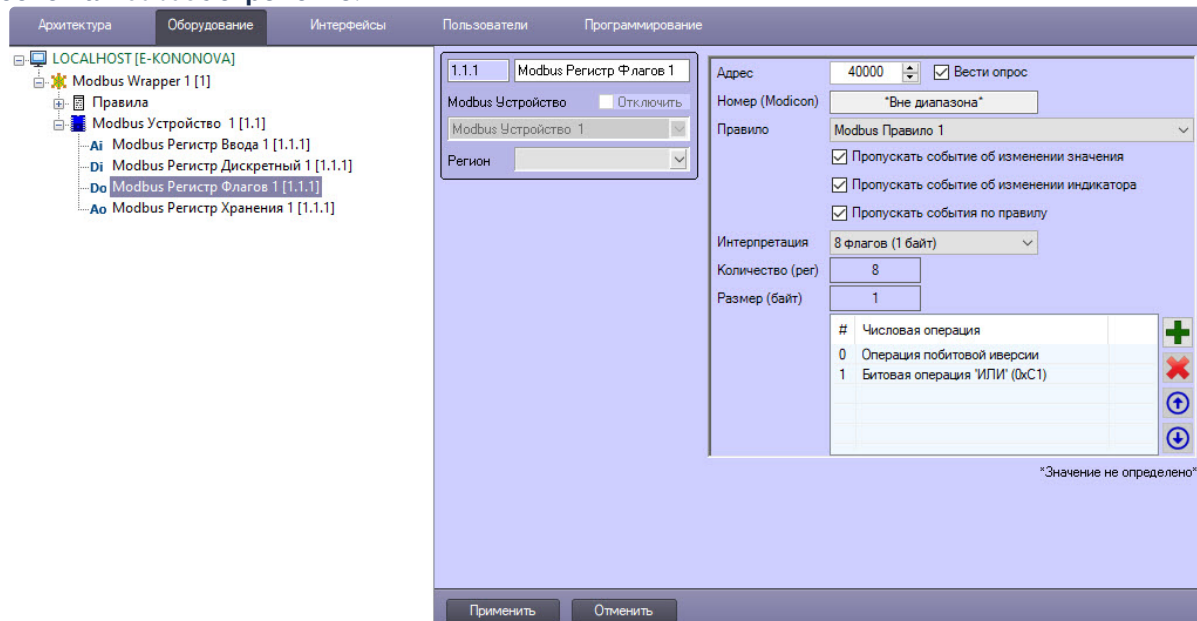 Архитектура Оборудование Интерфейсы Пользователи Программирование
LOCALHOST [E-KONONOVA]
Modbus Wrapper 1 [1]
Правила
Modbus Устройство 1 [1.1]
Ai Modbus Регистр Ввода 1 [1.1.1]
Di Modbus Регистр Дискретный 1 [1.1.1]
Do Modbus Регистр Флагов 1 [1.1.1]
Ao Modbus Регистр Хранения 1 [1.1.1]
1.1.1 Modbus Регистр Флагов 1
Modbus Устройство Отключить
Modbus Устройство 1
Регион
Адрес 40000 Вести опрос
Номер (Modicon) "Вне диапазона"
Правило Modbus Правило 1
Пропускать событие об изменении значения
Пропускать событие об изменении индикатора
Пропускать события по правилу
Интерпретация 8 флагов (1 байт)
Количество (рег) 8
Размер (байт) 1
# Числовая операция
0 Операция побитовой иверсии
1 Битовая операция 'ИЛИ' (0xC1)
"Значение не определено"
Применить Отменить